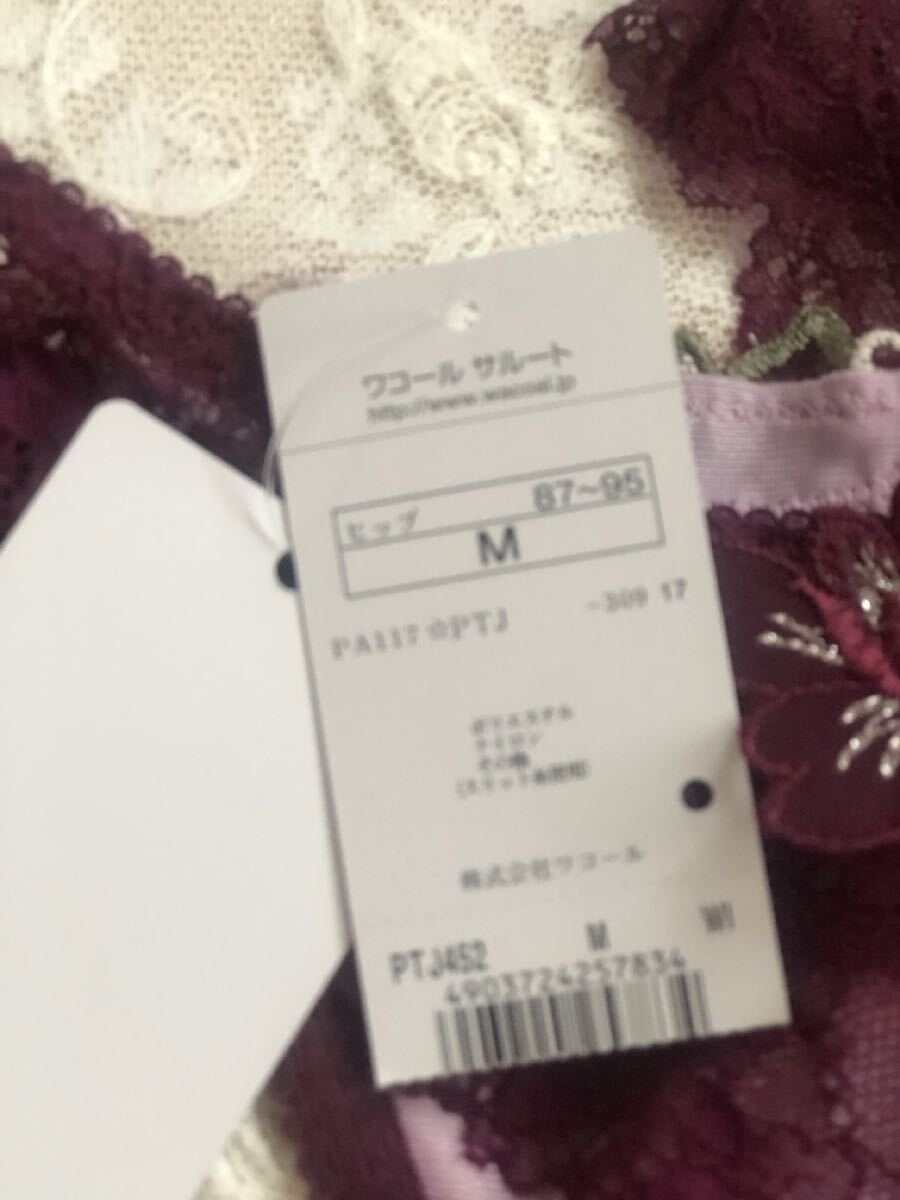 ワコール サルート
http://www.wacoal.jp
ヒップ 87~95
M
PA117 0PTJ -309 17
ポリエステル
ナイロン
その他
株式会社ワコール
PTJ452 M WI
4903724257834